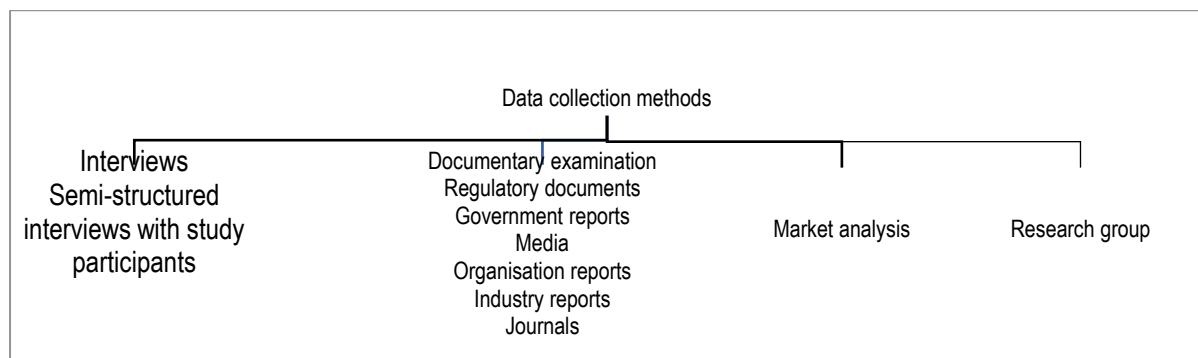 Data collection methods
Interviews
Semi-structured
interviews with study
participants
Documentary examination
Regulatory documents
Government reports
Media
Organisation reports
Industry reports
Journals
Market analysis
Research group